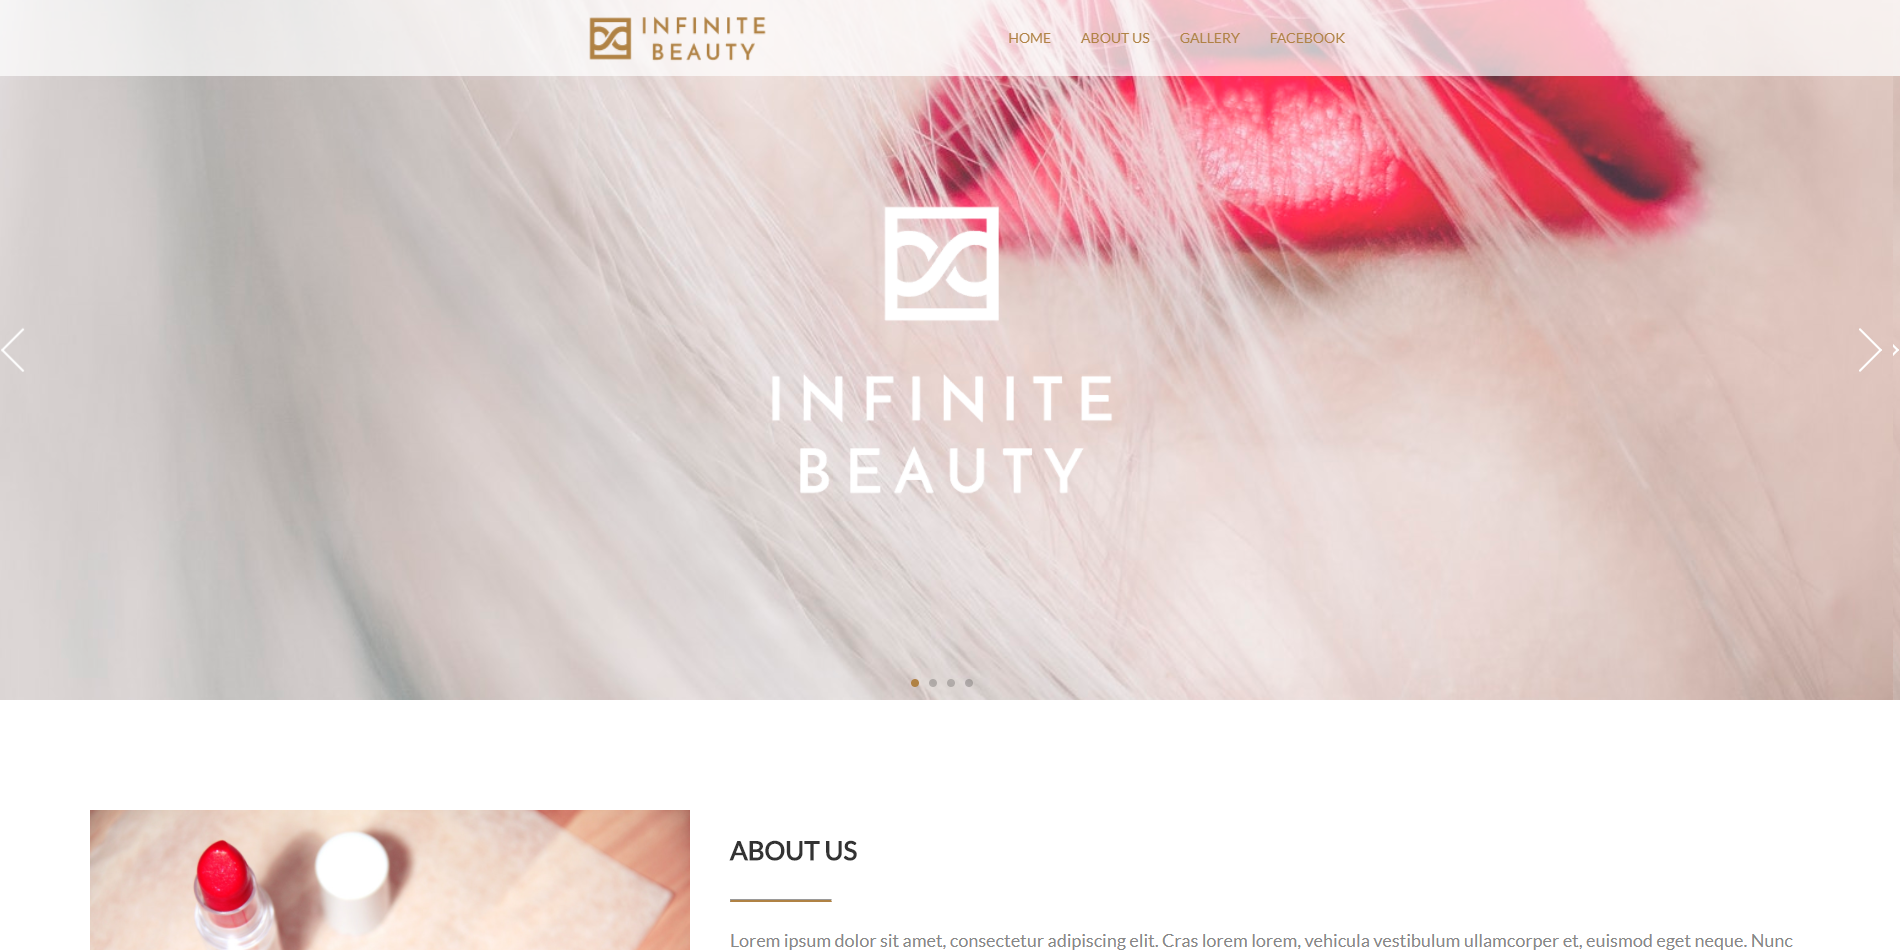 INFINITE
BEAUTY
HOME ABOUT US GALLERY FACEBOOK
INFINITE
BEAUTY
ABOUT US
Lorem ipsum dolor sit amet, consectetur adipiscing elit. Cras lorem lorem, vehicula vestibulum ullamcorper et, euismod eget neque. Nunc